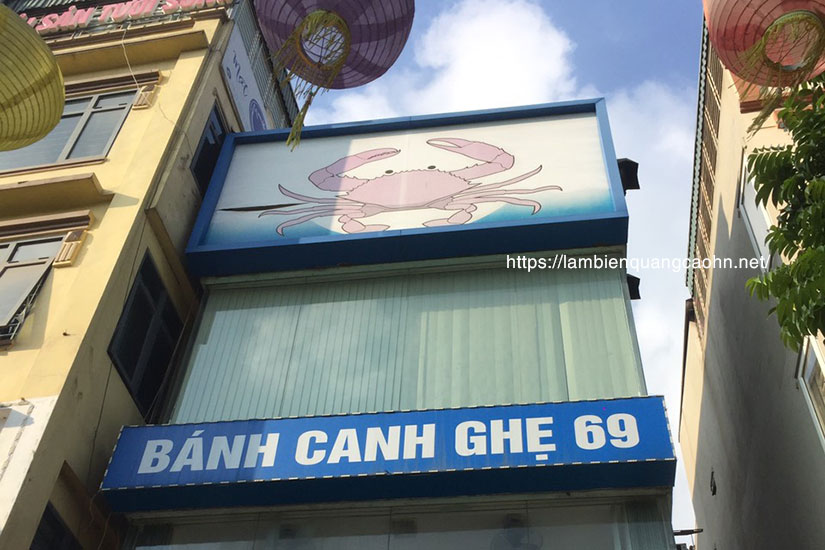 https://lambienquangcaohn.net/
BÁNH CANH GHẸ 69